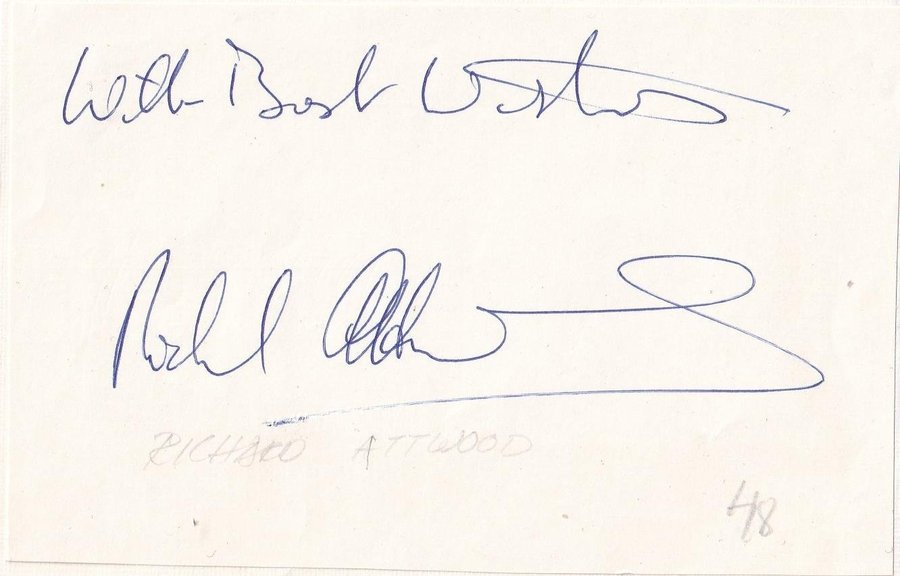 With Best Wishes
Richard Attwood
RICHARD ATTWOOD
48